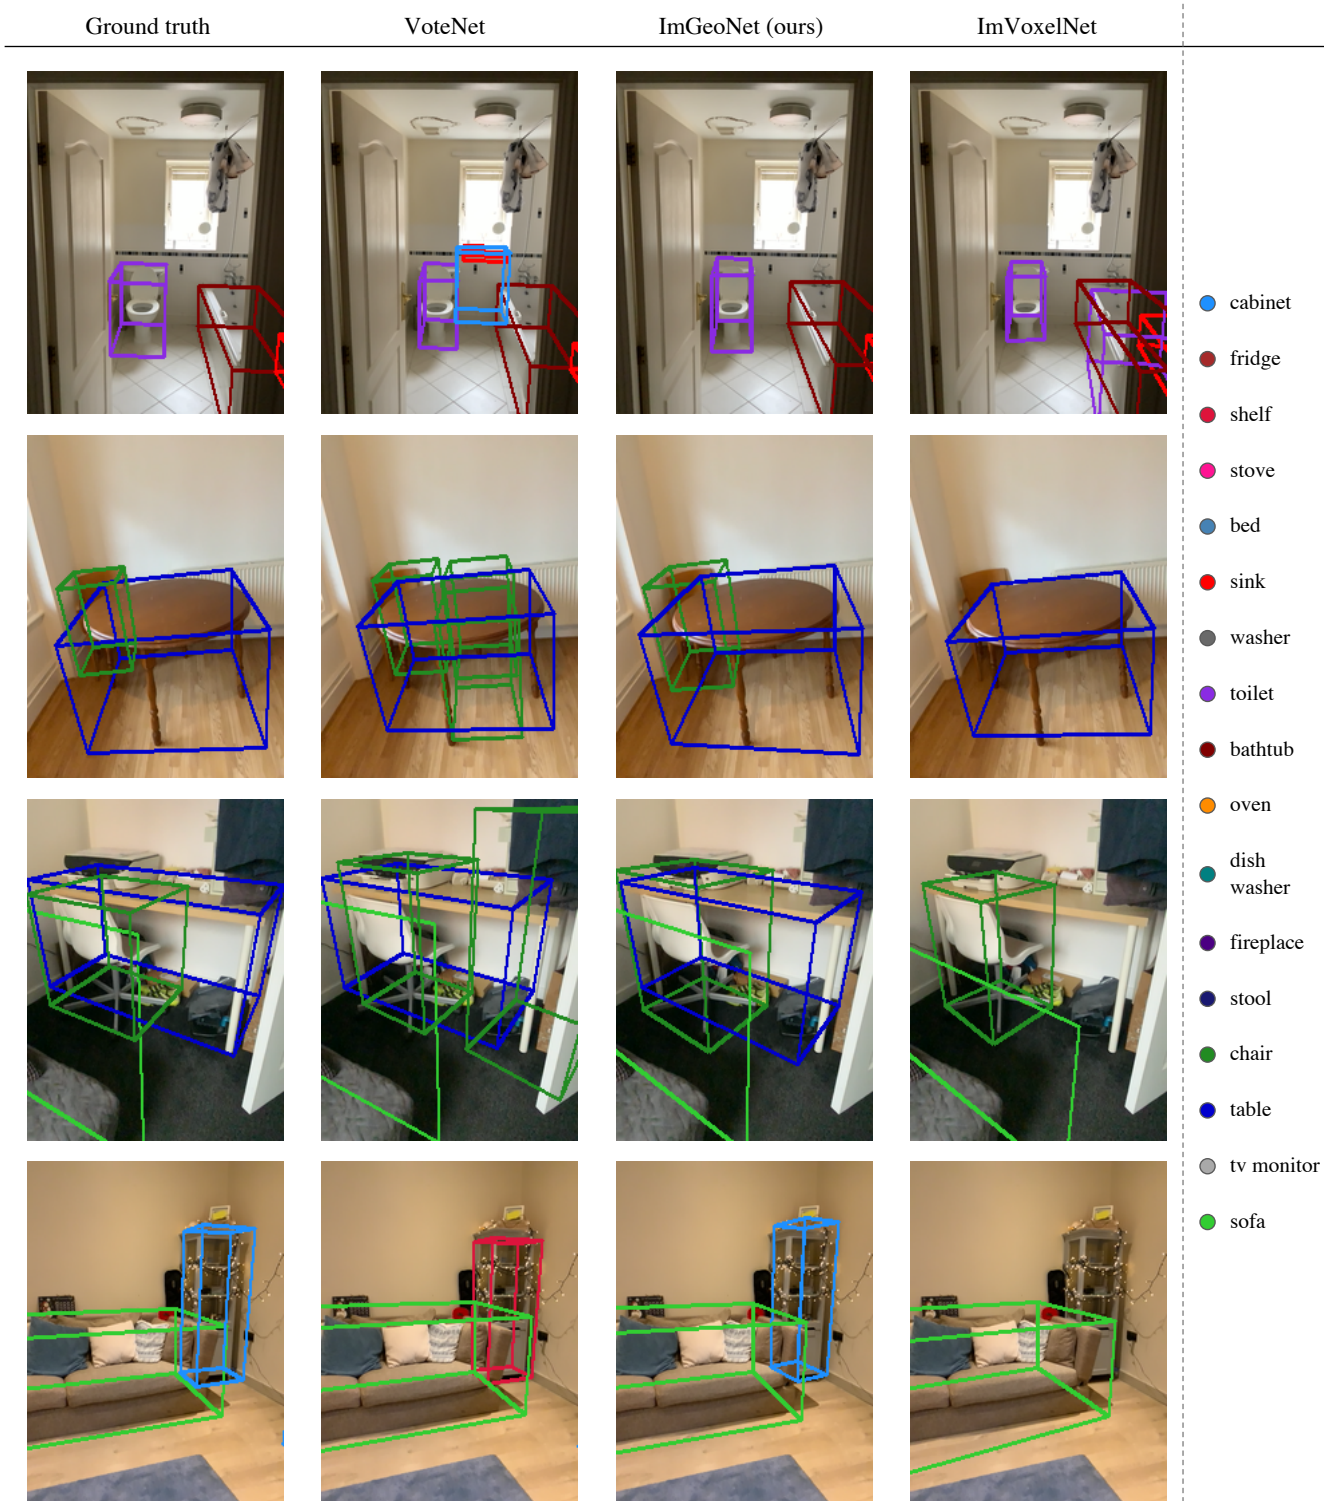 Ground truth
VoteNet
ImGeoNet (ours)
ImVoxelNet
cabinet
fridge
shelf
stove
bed
sink
washer
toilet
bathtub
oven
dish
washer
fireplace
stool
chair
table
tv monitor
sofa